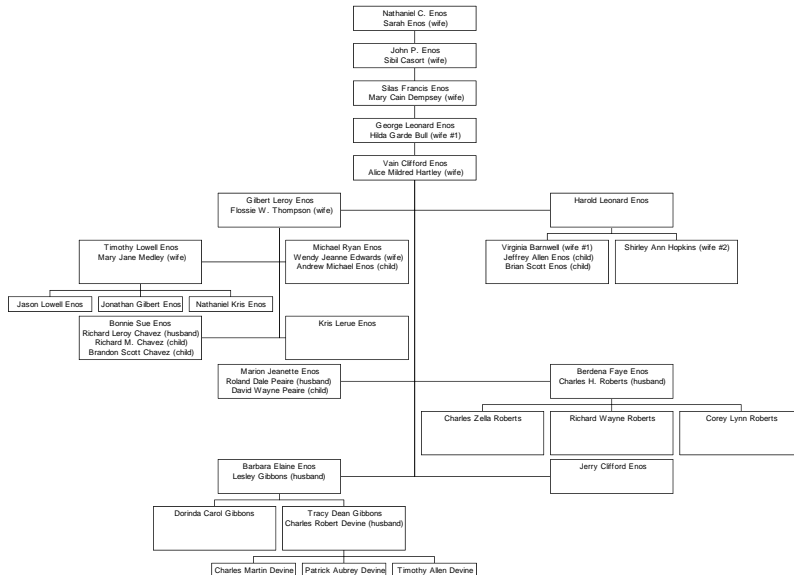 Nathaniel C. Enos
Sarah Enos (wife)
John P. Enos
Sibil Casort (wife)
Silas Francis Enos
Mary Cain Dempsey (wife)
George Leonard Enos
Hilda Garde Bull (wife #1)
Vain Clifford Enos
Alice Mildred Hartley (wife)
Gilbert Leroy Enos
Flossie W. Thompson (wife)
Harold Leonard Enos
Timothy Lowell Enos
Mary Jane Medley (wife)
Michael Ryan Enos
Wendy Jeanne Edwards (wife)
Andrew Michael Enos (child)
Virginia Barnwell (wife #1)
Jeffrey Allen Enos (child)
Brian Scott Enos (child)
Shirley Ann Hopkins (wife #2)
Jason Lowell Enos
Jonathan Gilbert Enos
Nathaniel Kris Enos
Bonnie Sue Enos
Richard Leroy Chavez (husband)
Richard M. Chavez (child)
Brandon Scott Chavez (child)
Kris Lerue Enos
Marion Jeanette Enos
Roland Dale Peaire (husband)
David Wayne Peaire (child)
Berdena Faye Enos
Charles H. Roberts (husband)
Charles Zella Roberts
Richard Wayne Roberts
Corey Lynn Roberts
Barbara Elaine Enos
Lesley Gibbons (husband)
Jerry Clifford Enos
Dorinda Carol Gibbons
Tracy Dean Gibbons
Charles Robert Devine (husband)
Charles Martin Devine
Patrick Aubrey Devine
Timothy Allen Devine